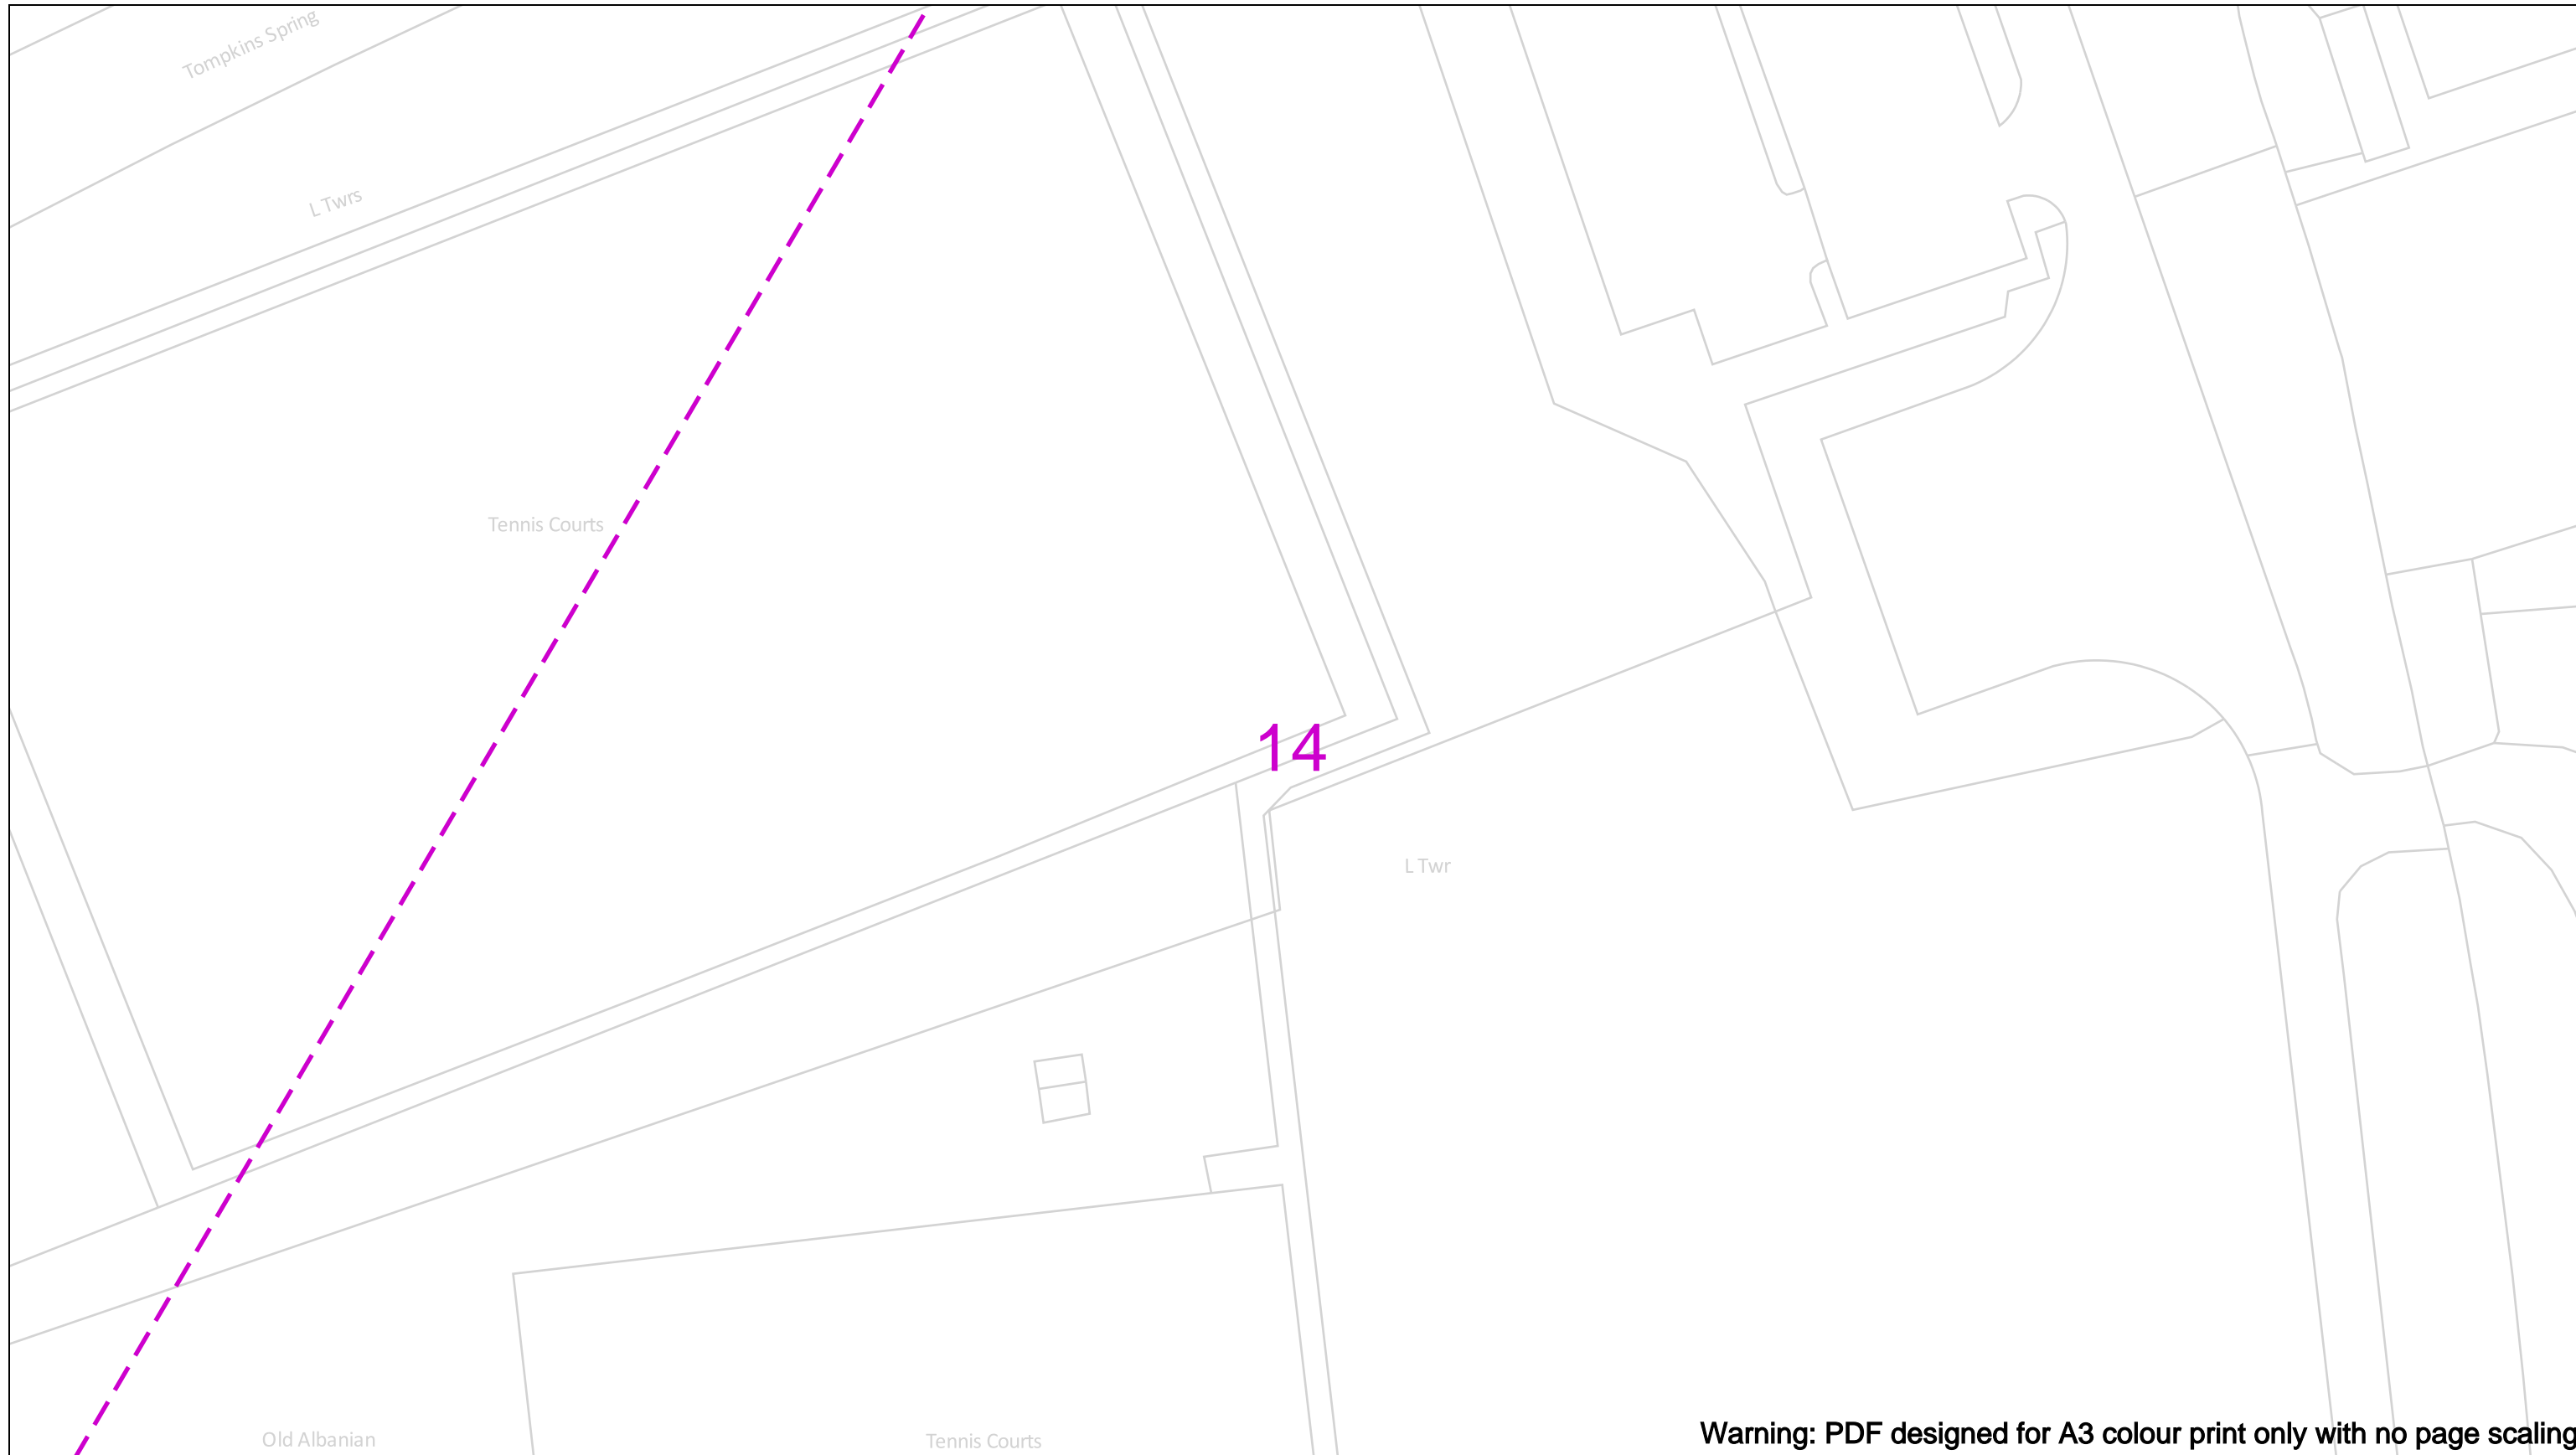 Tompkins Spring
L Twrs
Tennis Courts
14
L Twr
Old Albanian
Tennis Courts
Warning: PDF designed for A3 colour print only with no page scaling